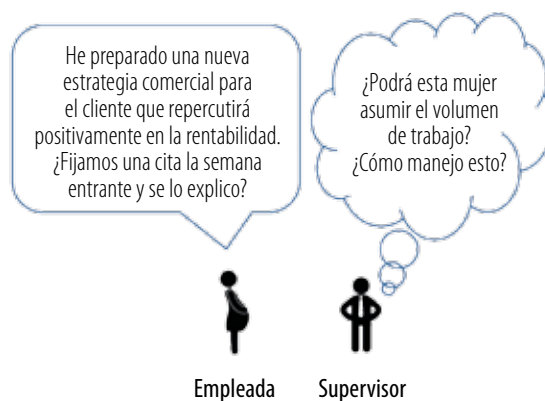 He preparado una nueva
estrategia comercial para
el cliente que repercutirá
positivamente en la rentabilidad.
¿Fijamos una cita la semana
entrante y se lo explico?
¿Podrá esta mujer
asumir el volumen
de trabajo?
¿Cómo manejo esto?
Empleada
Supervisor